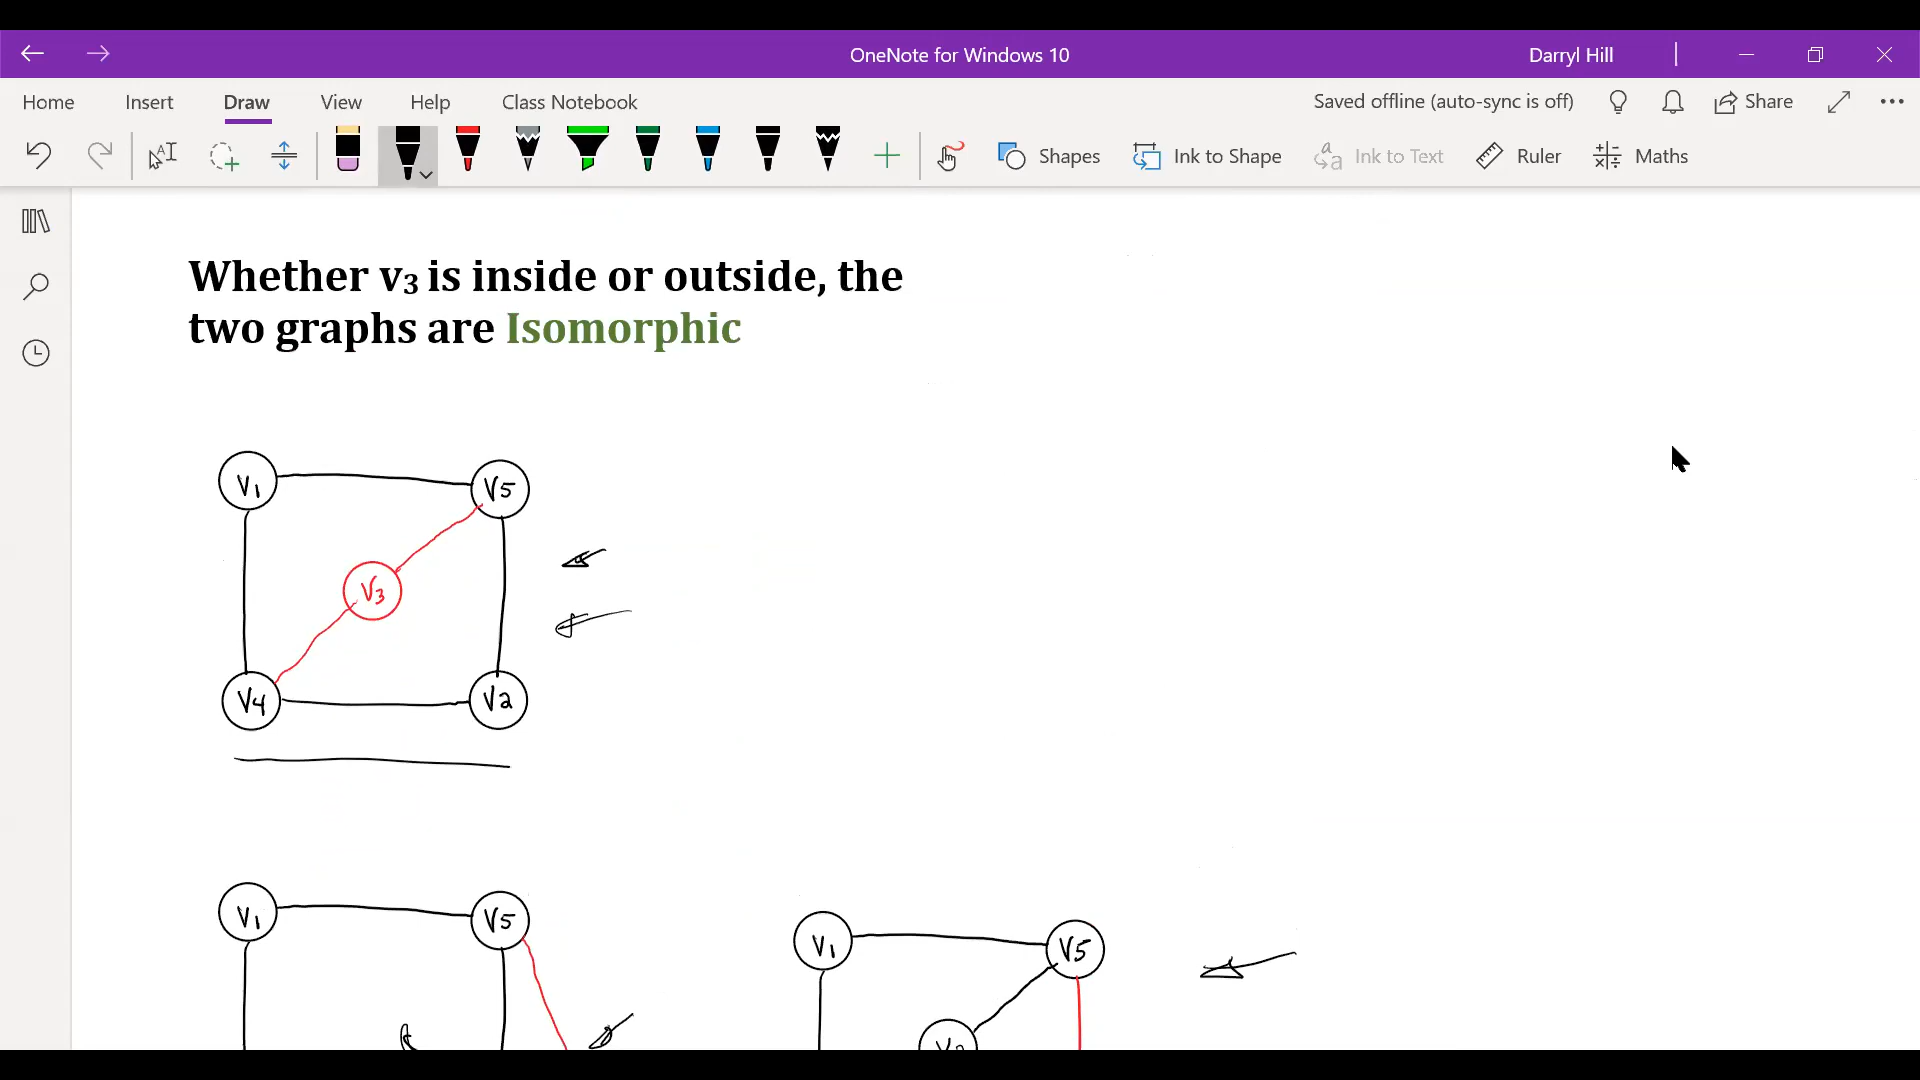 OneNote for Windows 10
Darryl Hill
Home Insert Draw View Help Class Notebook
Saved offline (auto-sync is off)
Share
Shapes
Ink to Shape
Ink to Text
Ruler
Maths
Whether v₃ is inside or outside, the
two graphs are Isomorphic
V1 V5
V3
V4 V2
V1 V5
V1 V5